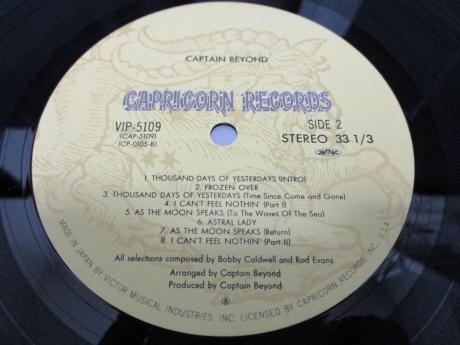 CAPTAIN BEYOND
CAPRICORN RECORDS
VIP-5109
(CAP-5109)
(CP-0105-B)
SIDE 2
STEREO 33 1/3
JASRAC
1. THOUSAND DAYS OF YESTERDAYS (INTRO)
2. FROZEN OVER
3. THOUSAND DAYS OF YESTERDAYS (Time Since Come and Gone)
4. I CAN'T FEEL NOTHIN' (Part I)
5. AS THE MOON SPEAKS (To The Waves Of The Sea)
6. ASTRAL LADY
7. AS THE MOON SPEAKS (Return)
8. I CAN'T FEEL NOTHIN' (Part II)
All selections composed by Bobby Caldwell and Rod Evans
Arranged by Captain Beyond
Produced by Captain Beyond
MADE IN JAPAN BY VICTOR MUSICAL INDUSTRIES, INC. LICENSED BY CAPRICORN RECORDS, INC. U.S.A.